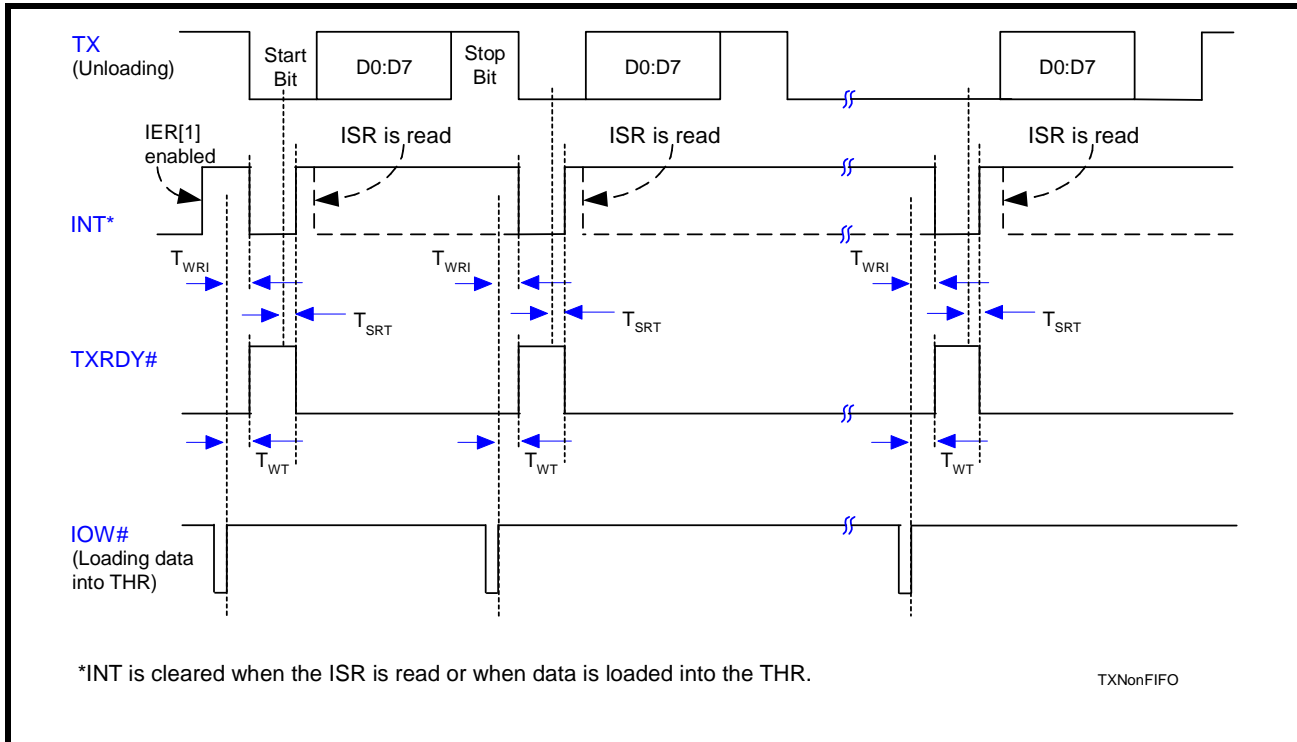 TX
(Unloading)
Start
Bit
D0:D7
Stop
Bit
D0:D7
D0:D7
IER[1]
enabled
ISR is read
ISR is read
ISR is read
INT*
TWRI
TWRI
TWRI
TSRT
TSRT
TSRT
TXRDY#
TWT
TWT
TWT
IOW#
(Loading data
into THR)
*INT is cleared when the ISR is read or when data is loaded into the THR.
TXNonFIFO